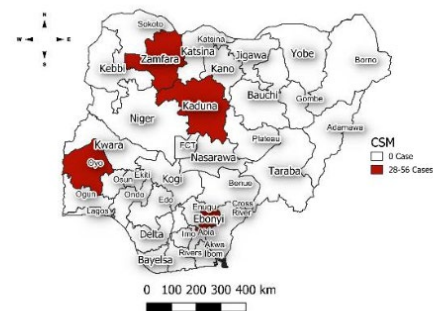 N
W E
S
Sokoto
Katsina
Zamfara
Katsina
Jigawa
Yobe
Borno
Kebbi
Kano
Kaduna
Bauchi
Gombe
Adamawa
Niger
Plateau
FCT
Kwara
Nasarawa
Taraba
Oyo
Ekiti
Kogi
Osun
Benue
Ogun
Ondo
Edo
Enugu
Cross
River
Lagos
Ebonyi
Delta
Imo
Abia
Akwa
Ibom
Rivers
Bayelsa
CSM
0 Case
28-56 Cases
0 100 200 300 400 km